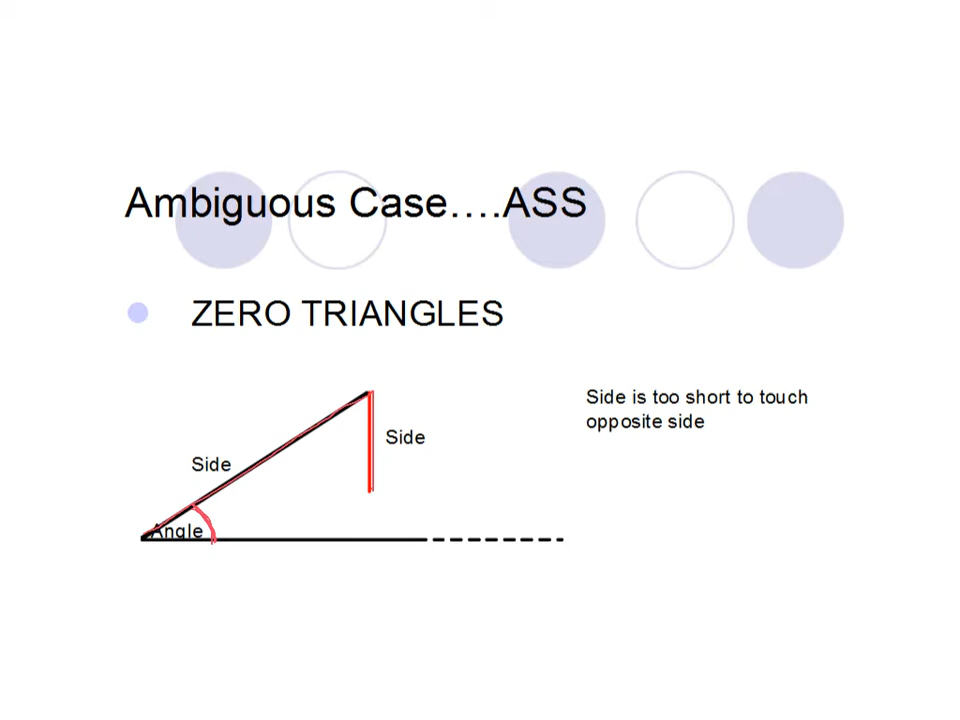 Ambiguous Case….ASS
ZERO TRIANGLES
Side is too short to touch
opposite side
Side
Side
Angle